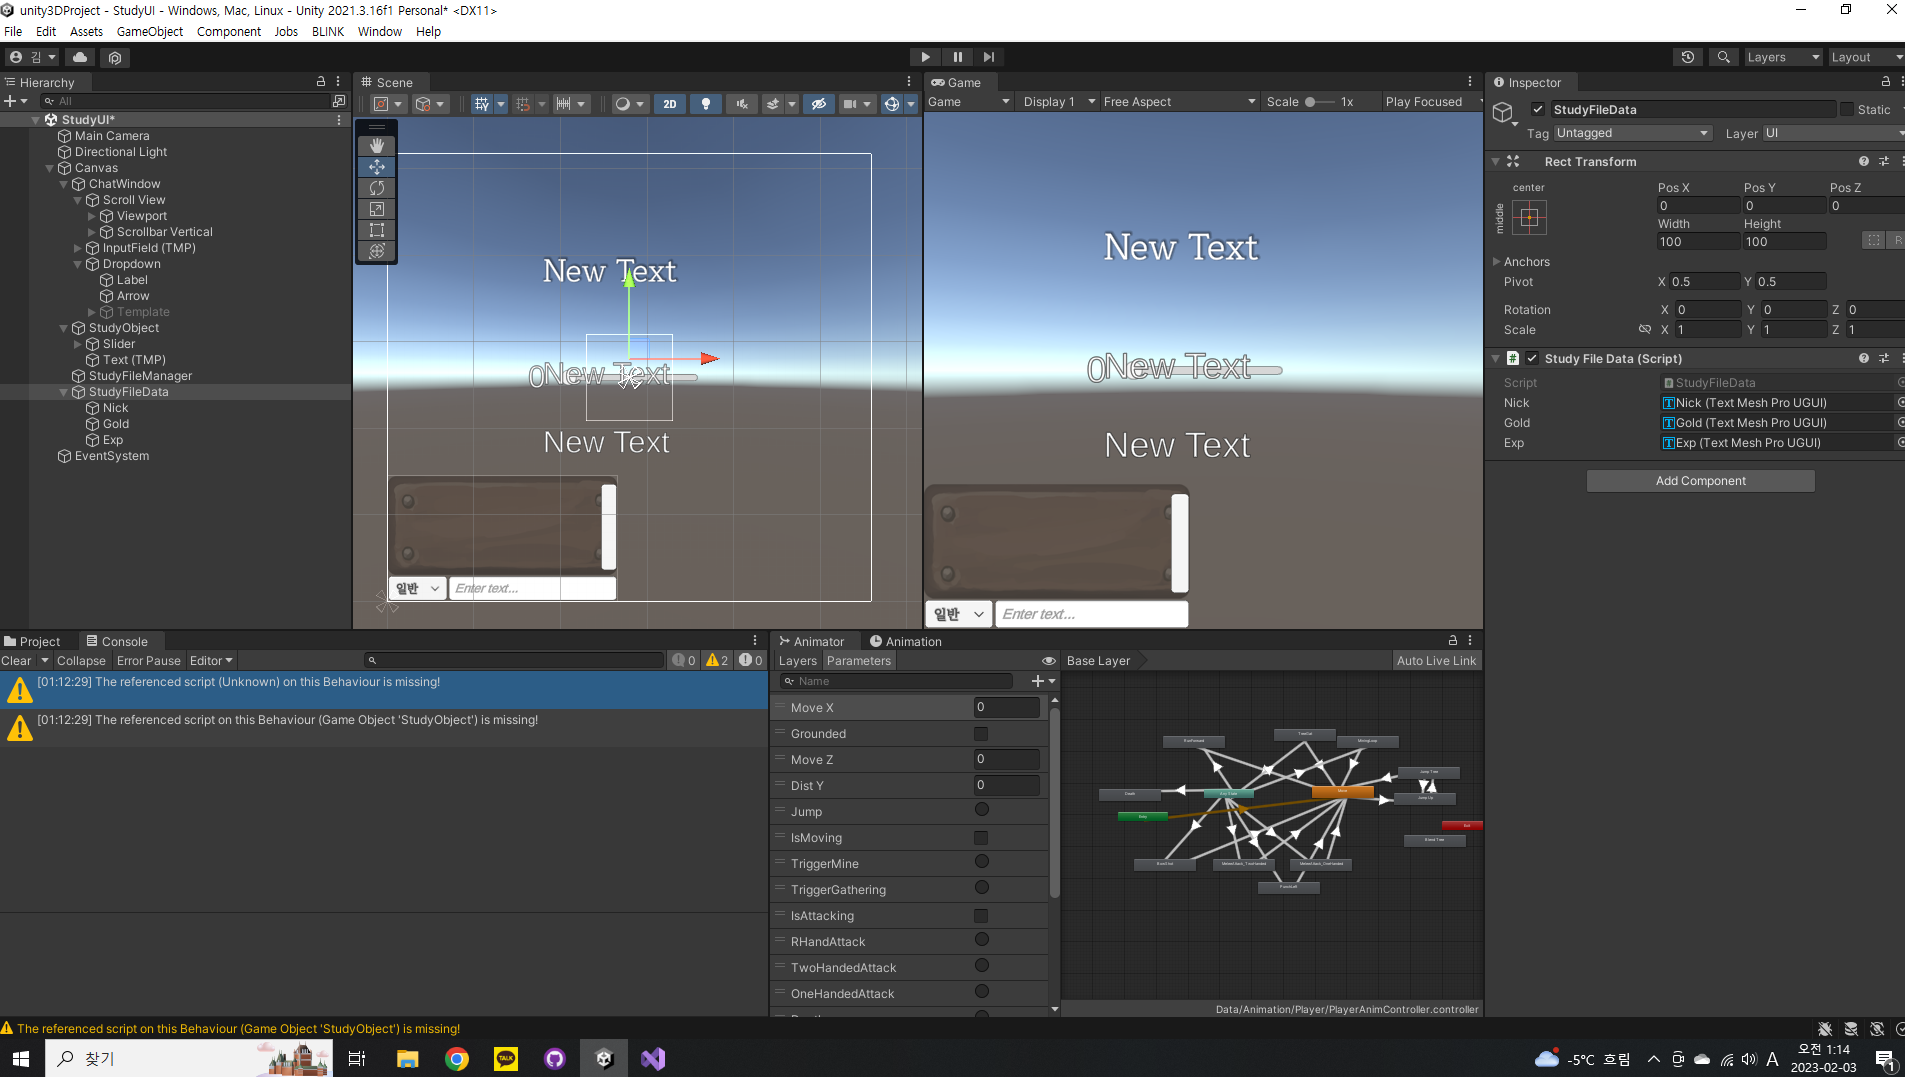 unity3DProject - StudyUI - Windows, Mac, Linux - Unity 2021.3.16f1 Personal* <DX11>
File Edit Assets GameObject Component Jobs BLINK Window Help
김 Layers Layout
Hierarchy
All
StudyUI*
Main Camera
Directional Light
Canvas
ChatWindow
Scroll View
Viewport
Scrollbar Vertical
InputField (TMP)
Dropdown
Label
Arrow
Template
StudyObject
Slider
Text (TMP)
StudyFileManager
StudyFileData
Nick
Gold
Exp
EventSystem
Scene
2D
New Text
0New Text
New Text
일반 Enter text...
Game
Game Display 1 Free Aspect Scale 1x Play Focused
New Text
0New Text
New Text
일반 Enter text...
Inspector
StudyFileData Static
Tag Untagged Layer UI
Rect Transform
center
middle
Pos X Pos Y Pos Z
0 0 0
Width Height
100 100 R
Anchors
Pivot X 0.5 Y 0.5
Rotation X 0 Y 0 Z 0
Scale X 1 Y 1 Z 1
# Study File Data (Script)
Script StudyFileData
Nick Nick (Text Mesh Pro UGUI)
Gold Gold (Text Mesh Pro UGUI)
Exp Exp (Text Mesh Pro UGUI)
Add Component
Project Console
Clear Collapse Error Pause Editor 0 2 0
[01:12:29] The referenced script (Unknown) on this Behaviour is missing!
[01:12:29] The referenced script on this Behaviour (Game Object 'StudyObject') is missing!
Animator Animation
Layers Parameters Base Layer Auto Live Link
Name
Move X 0
Grounded
Move Z 0
Dist Y 0
Jump
IsMoving
TriggerMine
TriggerGathering
IsAttacking
RHandAttack
TwoHandedAttack
OneHandedAttack
Any State
Move
Entry
Exit
Data/Animation/Player/PlayerAnimController.controller
The referenced script on this Behaviour (Game Object 'StudyObject') is missing!
찾기
TALK
-5°C 흐림
A
오전 1:14
2023-02-03
1